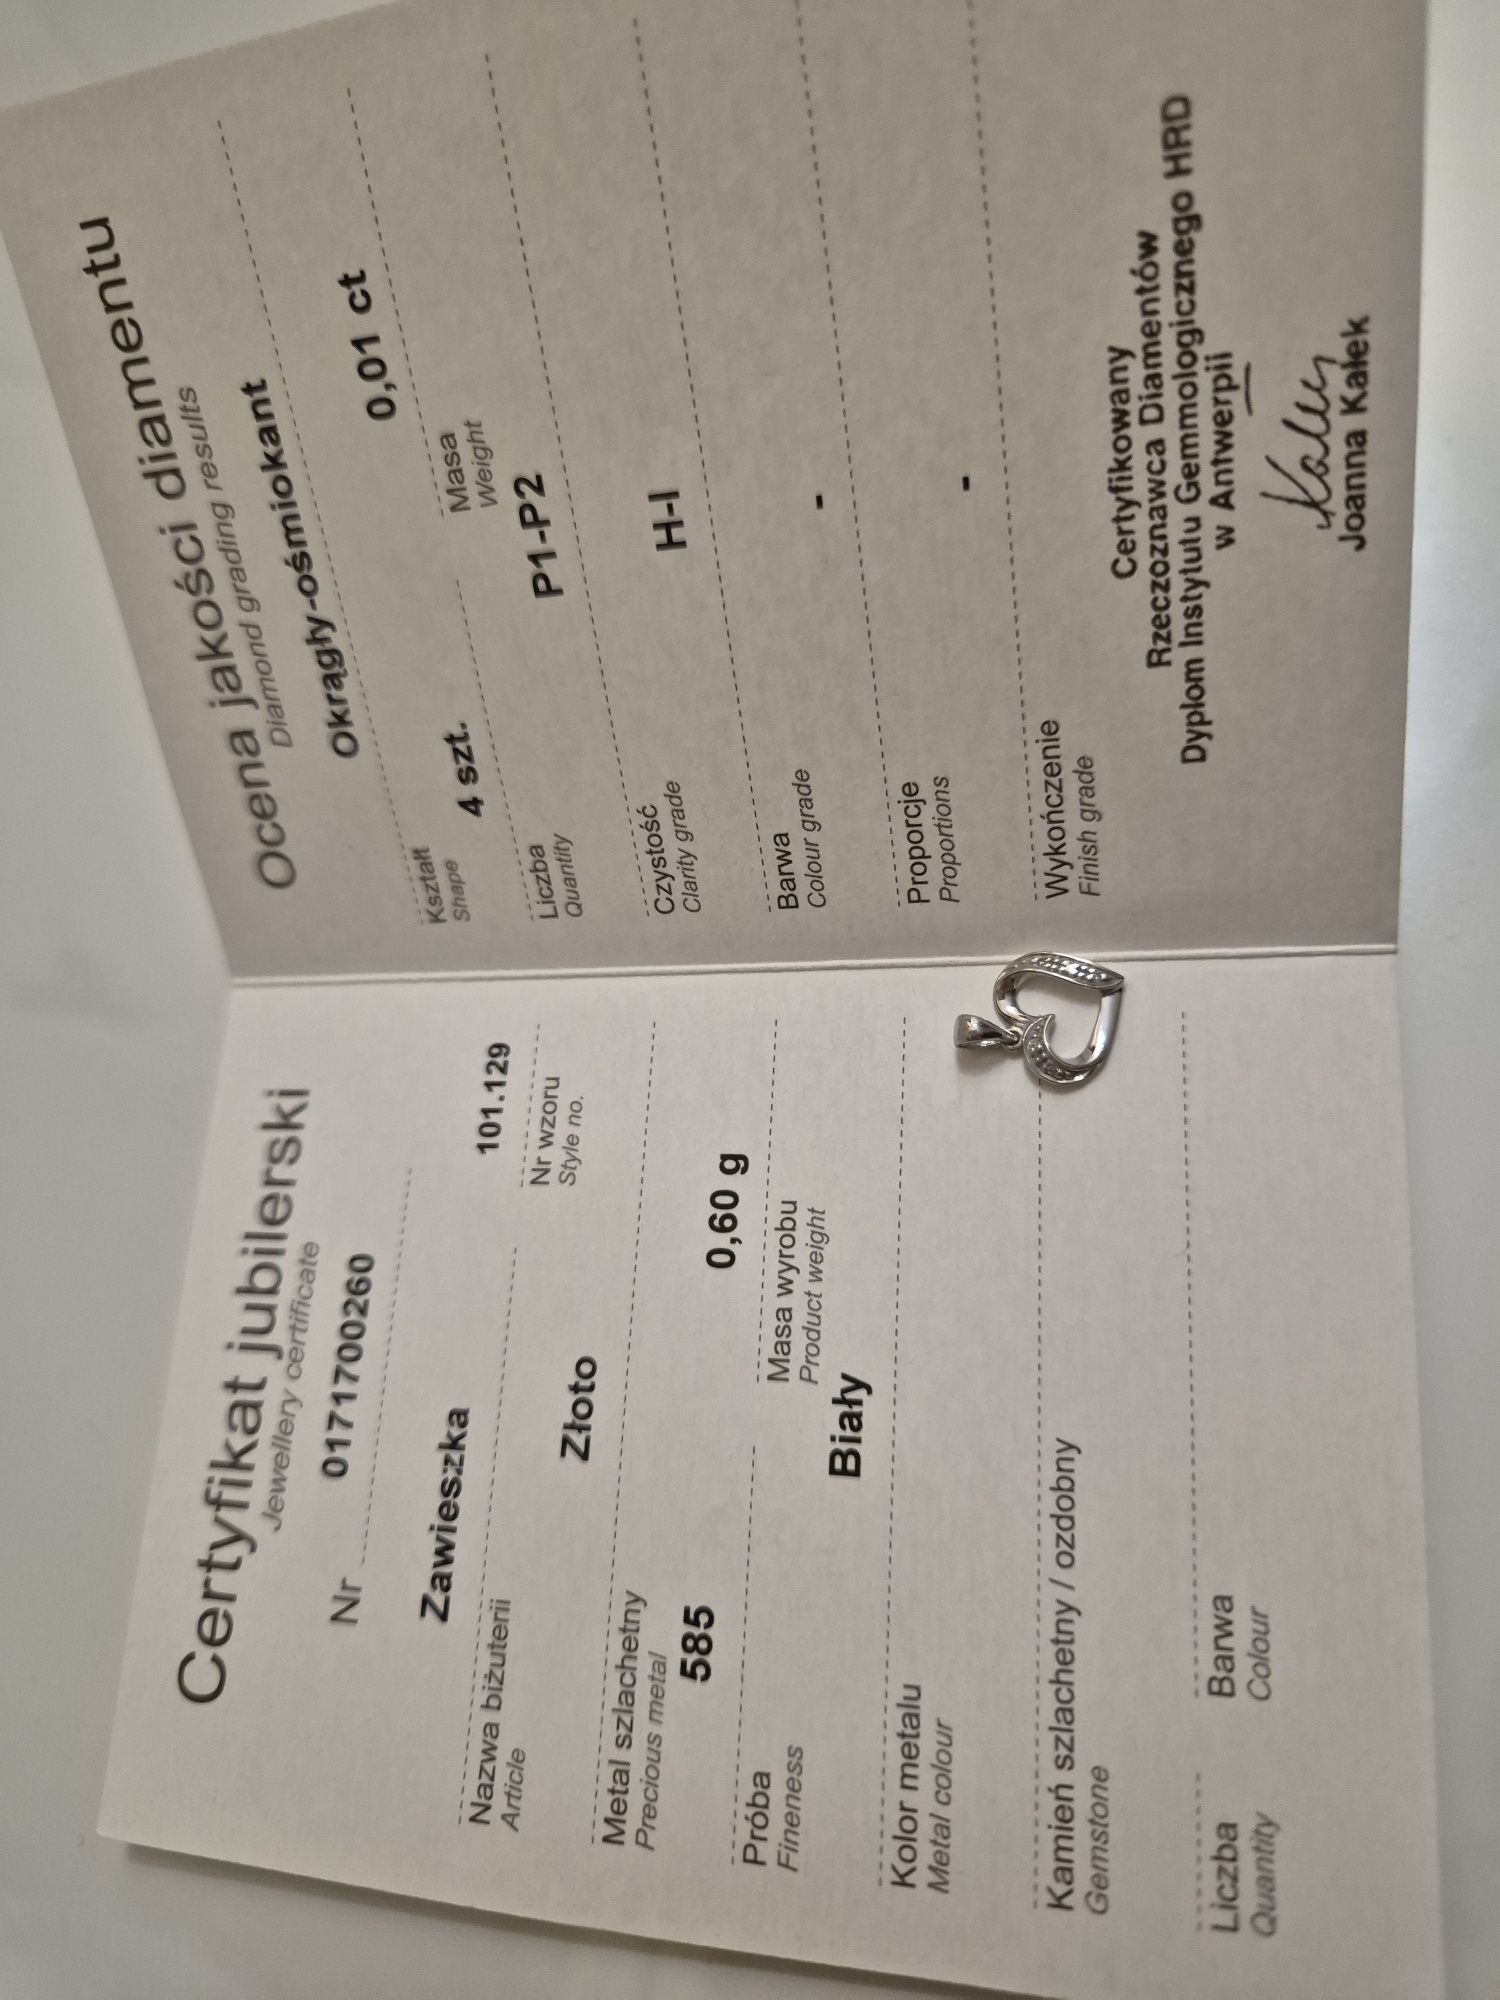 Certyfikat jubilerski
Jewellery certificate
Nr 0171700260
Zawieszka
101.129
Nazwa biżuterii
Article
Nr wzoru
Style no.
Złoto
Metal szlachetny
Precious metal
585
0,60 g
Próba
Fineness
Masa wyrobu
Product weight
Biały
Kolor metalu
Metal colour
Kamień szlachetny / ozdobny
Gemstone
Liczba
Quantity
Barwa
Colour
Ocena jakości diamentu
Diamond grading results
Okrągły-ośmiokant
Kształt
Shape
4 szt.
0,01 ct
Liczba
Quantity
Masa
Weight
P1-P2
Czystość
Clarity grade
H-I
Barwa
Colour grade
-
Proporcje
Proportions
-
Wykończenie
Finish grade
Certyfikowany
Rzeczoznawca Diamentów
Dyplom Instytutu Gemmologicznego HRD
w Antwerpii
Kałek
Joanna Kałek